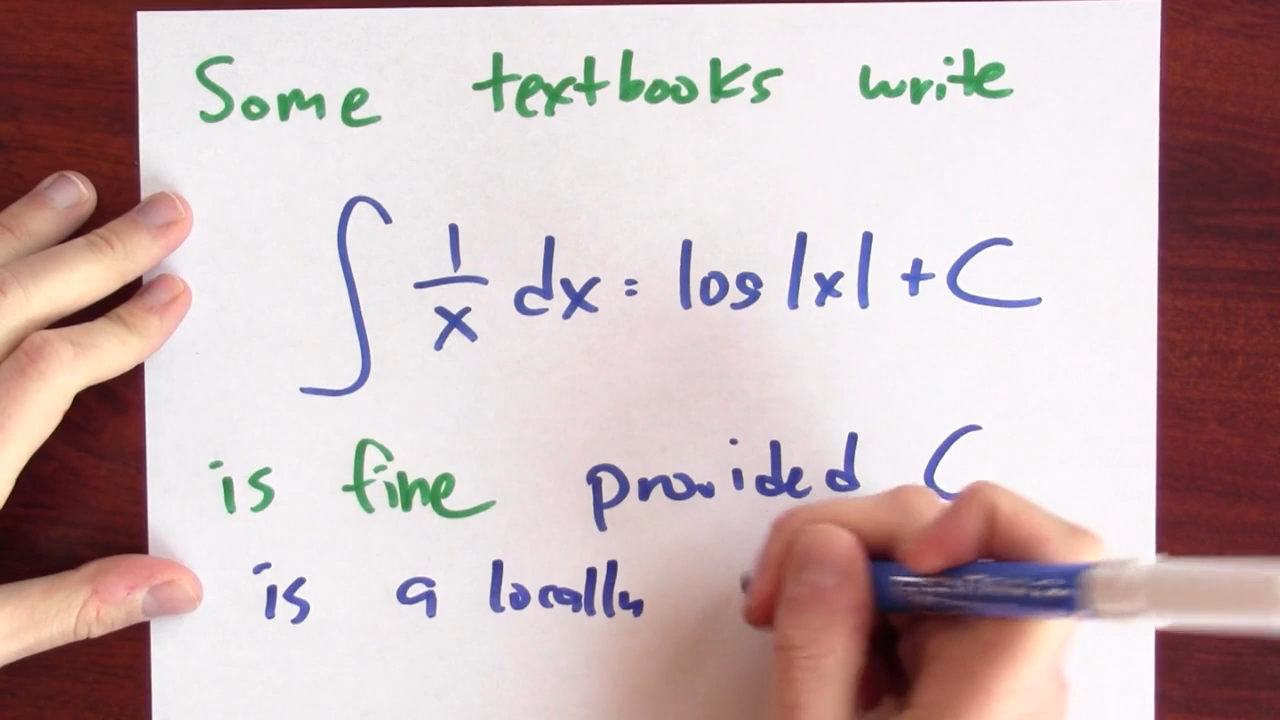 Some textbooks write
∫ 1/x dx = log |x| + C
is fine provided C
is a locally